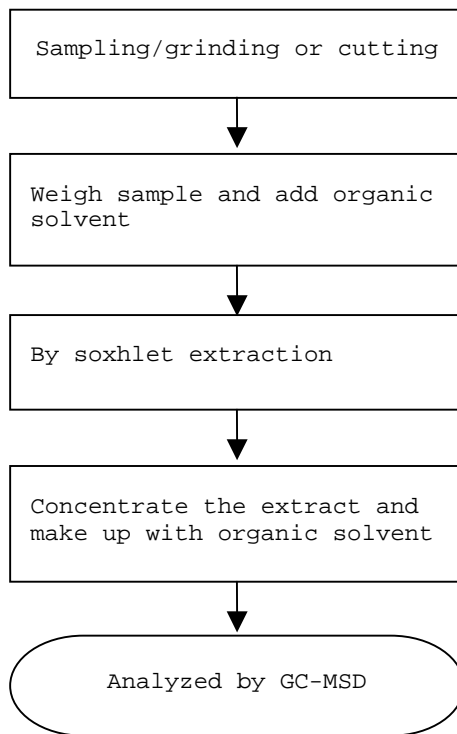 Sampling/grinding or cutting
Weigh sample and add organic
solvent
By soxhlet extraction
Concentrate the extract and
make up with organic solvent
Analyzed by GC-MSD